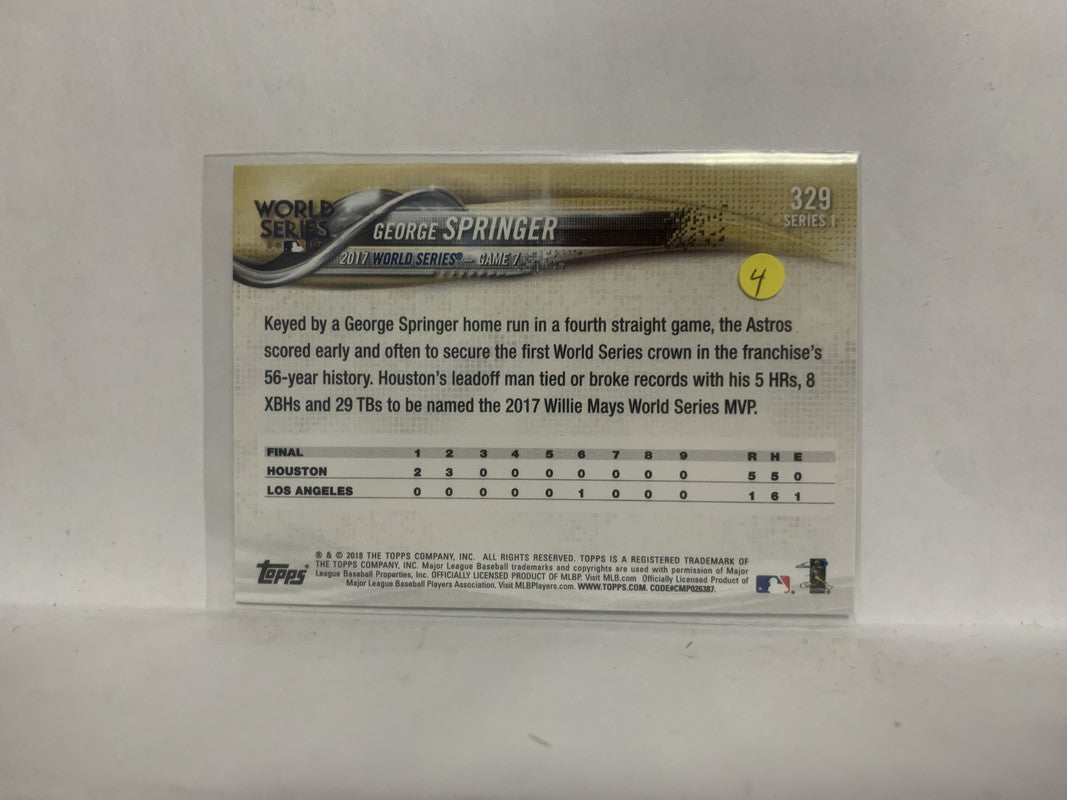 WORLD
SERIES
329
SERIES 1
GEORGE SPRINGER
2017 WORLD SERIES® — GAME 7
4
Keyed by a George Springer home run in a fourth straight game, the Astros
scored early and often to secure the first World Series crown in the franchise's
56-year history. Houston's leadoff man tied or broke records with his 5 HRs, 8
XBHs and 29 TBs to be named the 2017 Willie Mays World Series MVP.
FINAL 1 2 3 4 5 6 7 8 9 R H E
HOUSTON 2 3 0 0 0 0 0 0 0 5 5 0
LOS ANGELES 0 0 0 0 0 1 0 0 0 1 6 1
Topps®
® & © 2018 THE TOPPS COMPANY, INC. ALL RIGHTS RESERVED. TOPPS IS A REGISTERED TRADEMARK OF
THE TOPPS COMPANY, INC. Major League Baseball trademarks and copyrights are used with permission of Major
League Baseball Properties, Inc. OFFICIALLY LICENSED PRODUCT OF MLBP. Visit MLB.com Officially Licensed Product of
Major League Baseball Players Association. Visit MLBPlayers.com. WWW.TOPPS.COM. CODE#CMP026387.